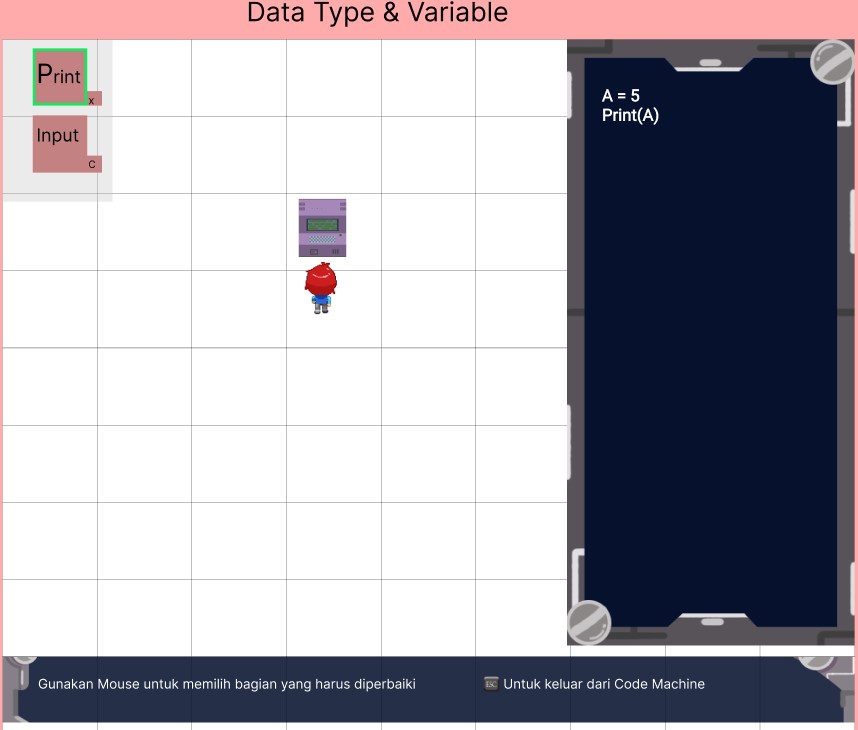 Data Type & Variable
Print
x
Input
C
A = 5
Print(A)
Gunakan Mouse untuk memilih bagian yang harus diperbaiki
ESC Untuk keluar dari Code Machine